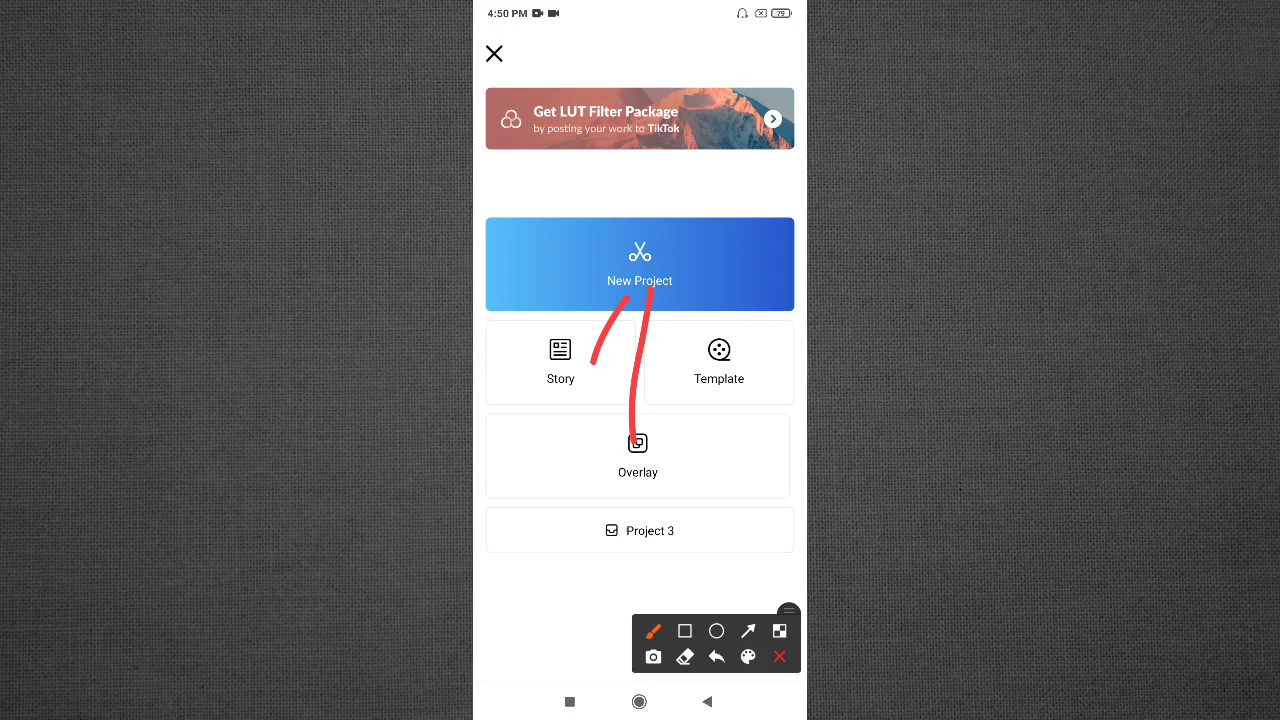 4:50 PM
79
Get LUT Filter Package
by posting your work to TikTok
New Project
Story
Template
Overlay
Project 3